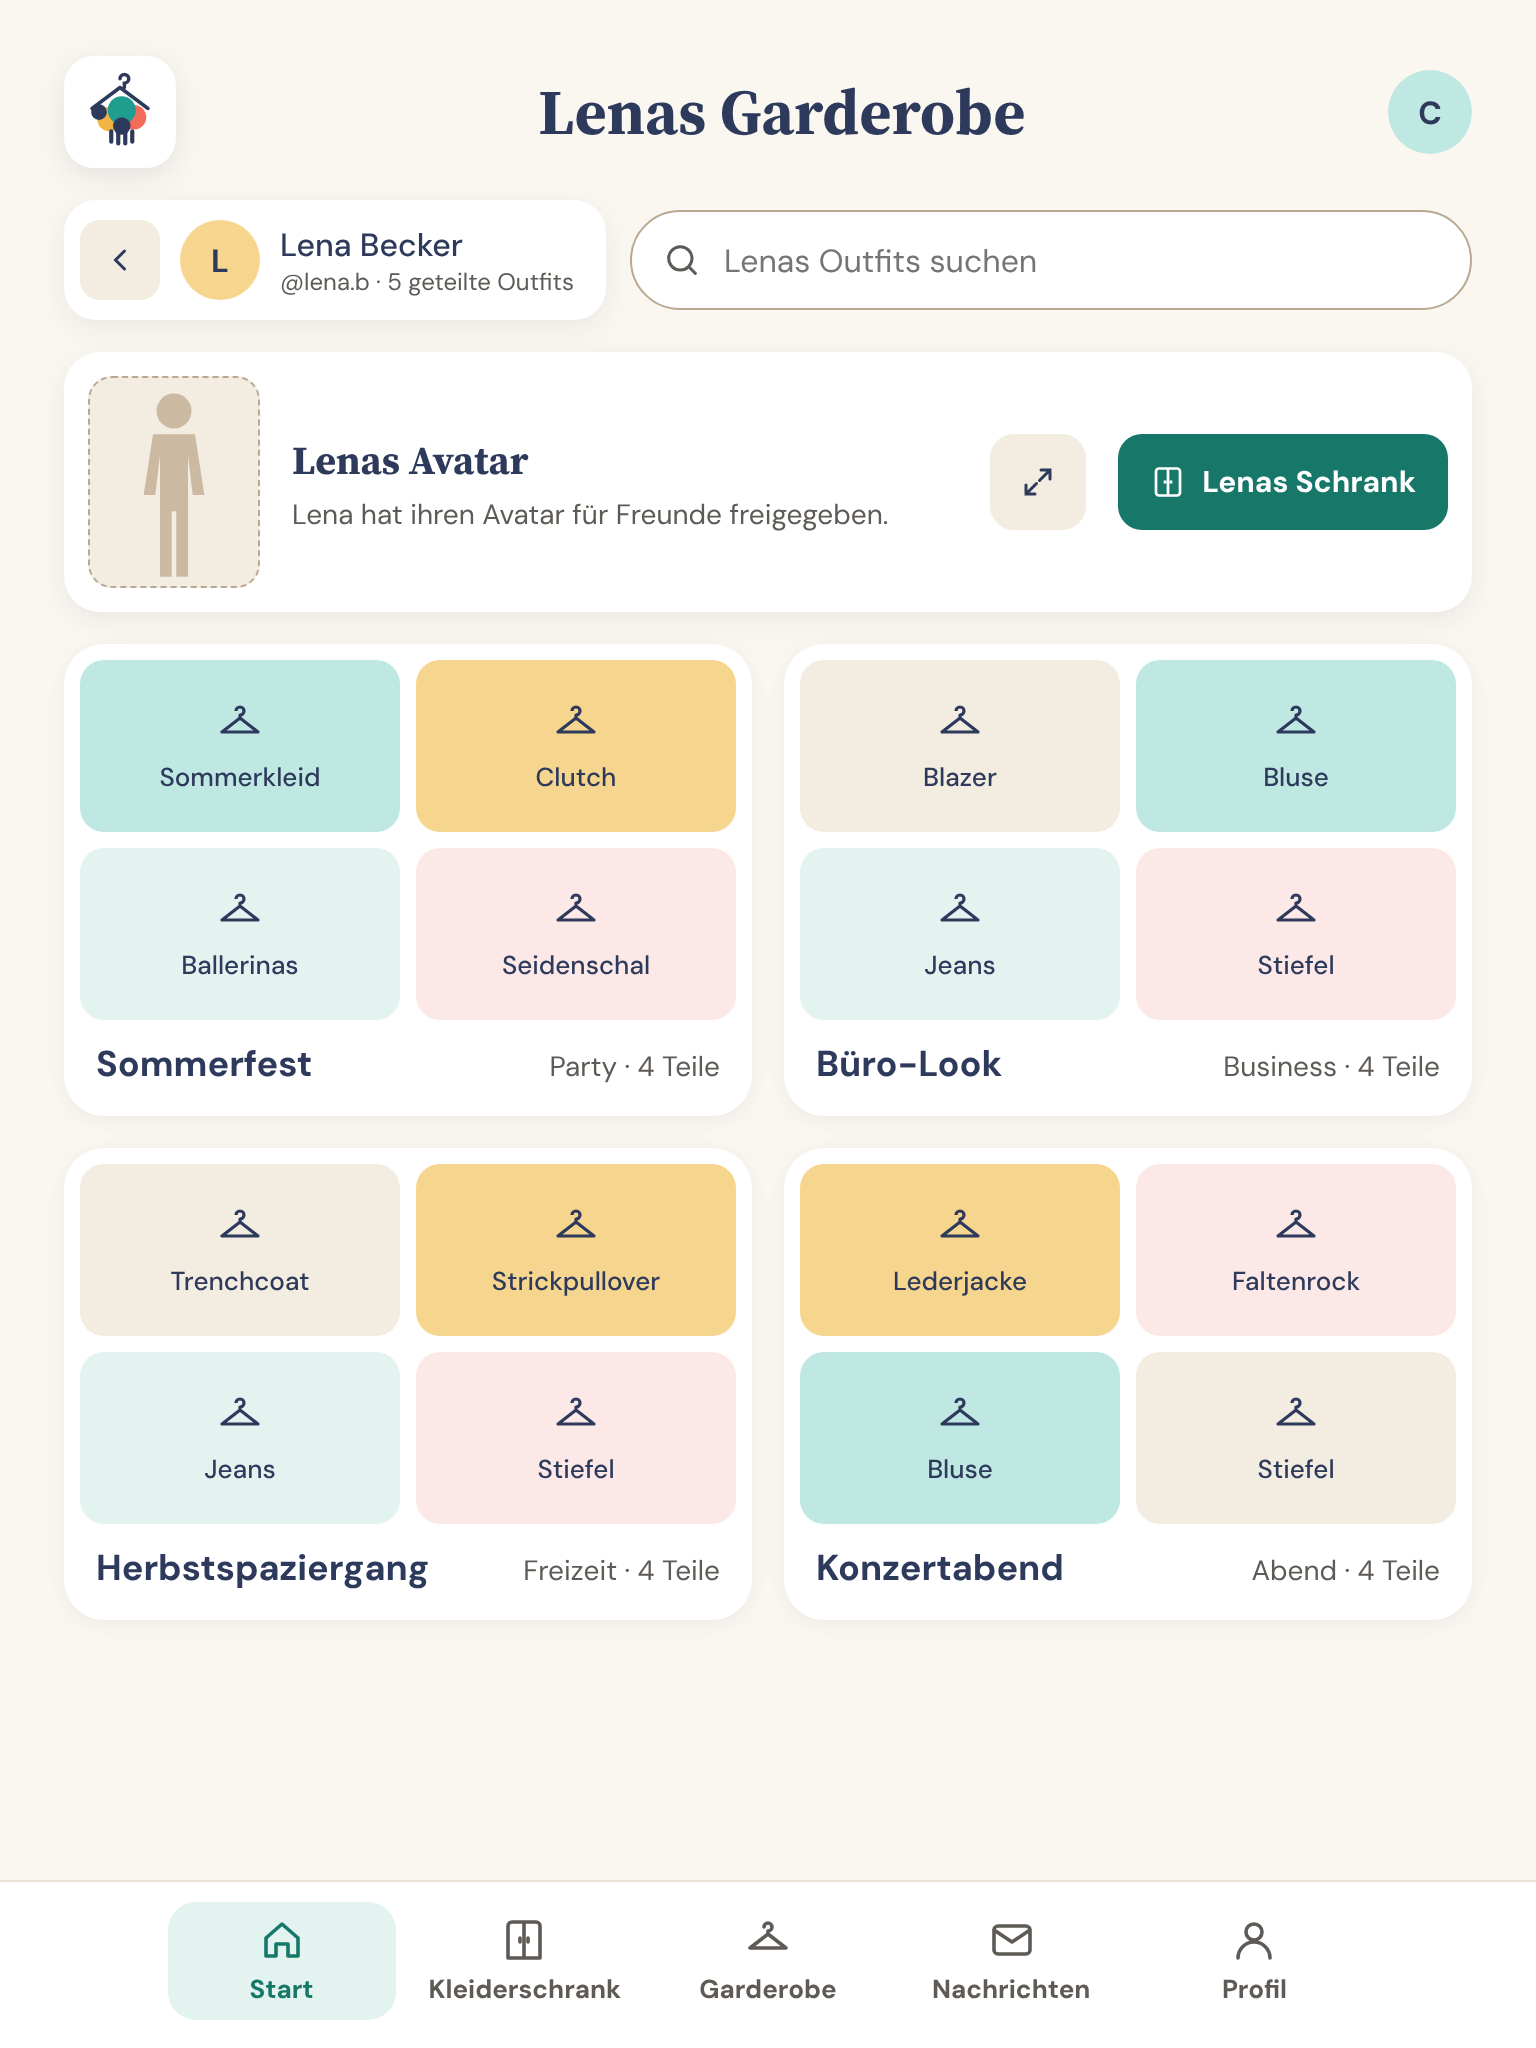 Lenas Garderobe
C
L
Lena Becker
@lena.b · 5 geteilte Outfits
Lenas Outfits suchen
Lenas Avatar
Lena hat ihren Avatar für Freunde freigegeben.
Lenas Schrank
Sommerkleid
Clutch
Ballerinas
Seidenschal
Sommerfest
Party · 4 Teile
Blazer
Bluse
Jeans
Stiefel
Büro-Look
Business · 4 Teile
Trenchcoat
Strickpullover
Jeans
Stiefel
Herbstspaziergang
Freizeit · 4 Teile
Lederjacke
Faltenrock
Bluse
Stiefel
Konzertabend
Abend · 4 Teile
Start
Kleiderschrank
Garderobe
Nachrichten
Profil